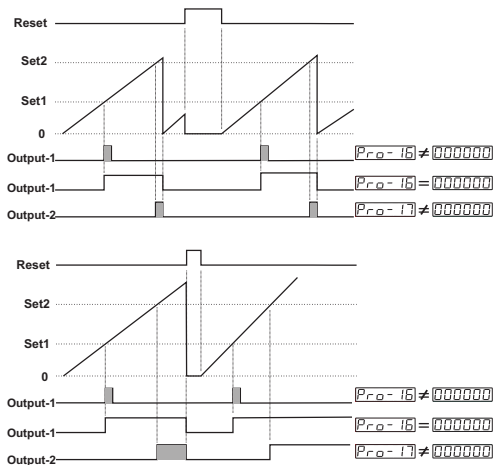 Reset
Set2
Set1
0
Output-1 Pro-16 ≠ 000000
Output-1 Pro-16 = 000000
Output-2 Pro-17 ≠ 000000
Reset
Set2
Set1
0
Output-1 Pro-16 ≠ 000000
Output-1 Pro-16 = 000000
Output-2 Pro-17 ≠ 000000